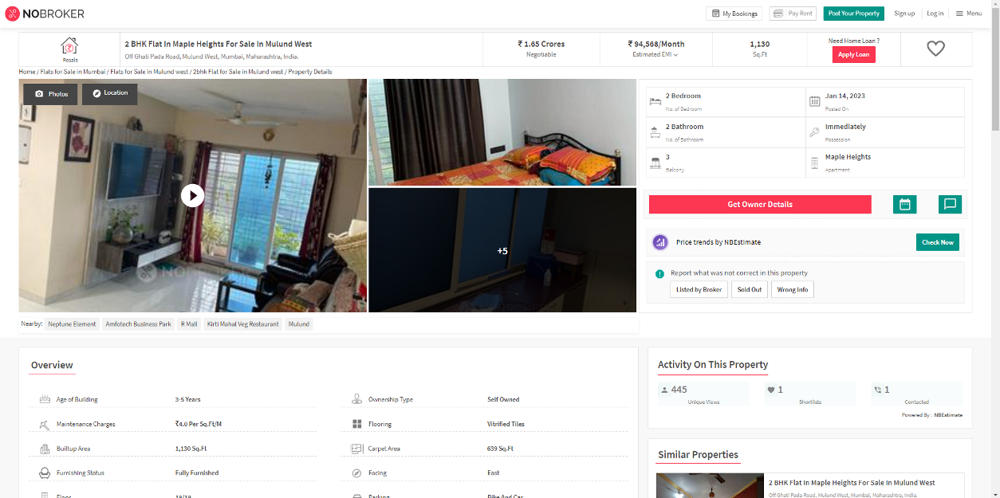 NOBROKER
My Bookings
Pay Rent
Post Your Property
Sign up
Log in
Menu
Resale
2 BHK Flat In Maple Heights For Sale In Mulund West
Off Ghati Pada Road, Mulund West, Mumbai, Maharashtra, India.
₹ 1.65 Crores
Negotiable
₹ 94,568/Month
Estimated EMI
1,130
Sq.Ft
Need Home Loan ?
Apply Loan
Home / Flats for Sale in Mumbai / Flats for Sale in Mulund west / 2bhk Flat for Sale in Mulund west / Property Details
Photos
Location
+5
2 Bedroom
No. of Bedroom
Jan 14, 2023
Posted On
2 Bathroom
No. of Bathroom
Immediately
Possession
3
Balcony
Maple Heights
Apartment
Get Owner Details
Price trends by NBEstimate
Check Now
Report what was not correct in this property
Listed by Broker
Sold Out
Wrong Info
Nearby: Neptune Element Amfotech Business Park R Mall Kirti Mahal Veg Restaurant Mulund
Overview
Age of Building 3-5 Years
Ownership Type Self Owned
Maintenance Charges ₹4.0 Per Sq.Ft/M
Flooring Vitrified Tiles
Builtup Area 1,130 Sq.Ft
Carpet Area 639 Sq.Ft
Furnishing Status Fully Furnished
Facing East
Floor 18/19
Parking Bike And Car
Activity On This Property
445
Unique Views
1
Shortlists
1
Contacted
Powered By : NBEstimate
Similar Properties
2 BHK Flat In Maple Heights For Sale In Mulund West
Off Ghati Pada Road, Mulund West, Mumbai, Maharashtra, India.